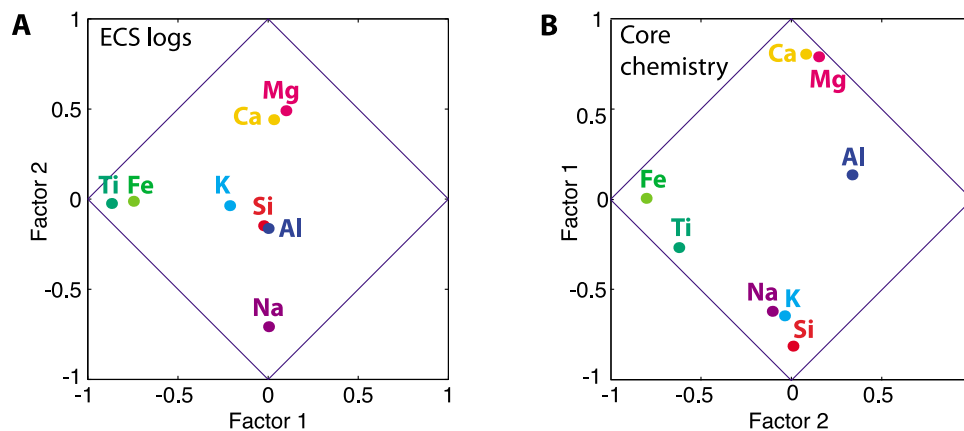 A
ECS logs
1
0.5
0
-0.5
-1
Factor 2
Mg
Ca
Ti
Fe
K
Si
Al
Na
-1
-0.5
0
0.5
1
Factor 1
B
Core
chemistry
1
0.5
0
-0.5
-1
Factor 1
Ca
Mg
Al
Fe
Ti
Na
K
Si
-1
-0.5
0
0.5
Factor 2